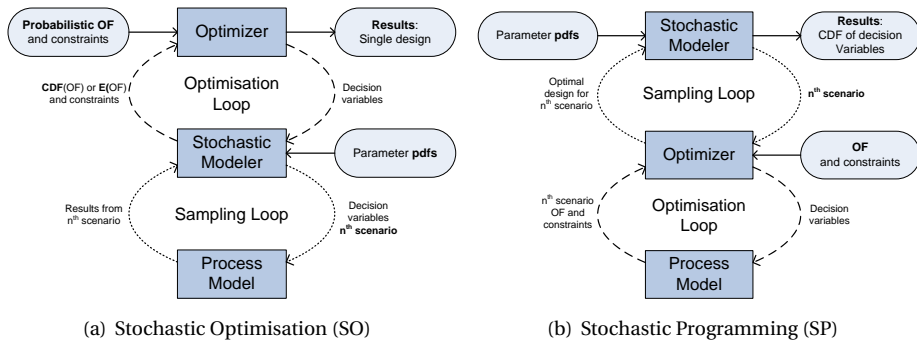 Probabilistic OF
and constraints
Optimizer
Results:
Single design
CDF(OF) or E(OF)
and constraints
Optimisation
Loop
Decision
variables
Stochastic
Modeler
Parameter pdfs
Results from
nth scenario
Sampling Loop
Decision
variables
nth scenario
Process
Model
(a) Stochastic Optimisation (SO)
Parameter pdfs
Stochastic
Modeler
Results:
CDF of decision
Variables
Optimal
design for
nth scenario
Sampling Loop
nth scenario
Optimizer
OF
and constraints
nth scenario
OF and
constraints
Optimisation
Loop
Decision
variables
Process
Model
(b) Stochastic Programming (SP)